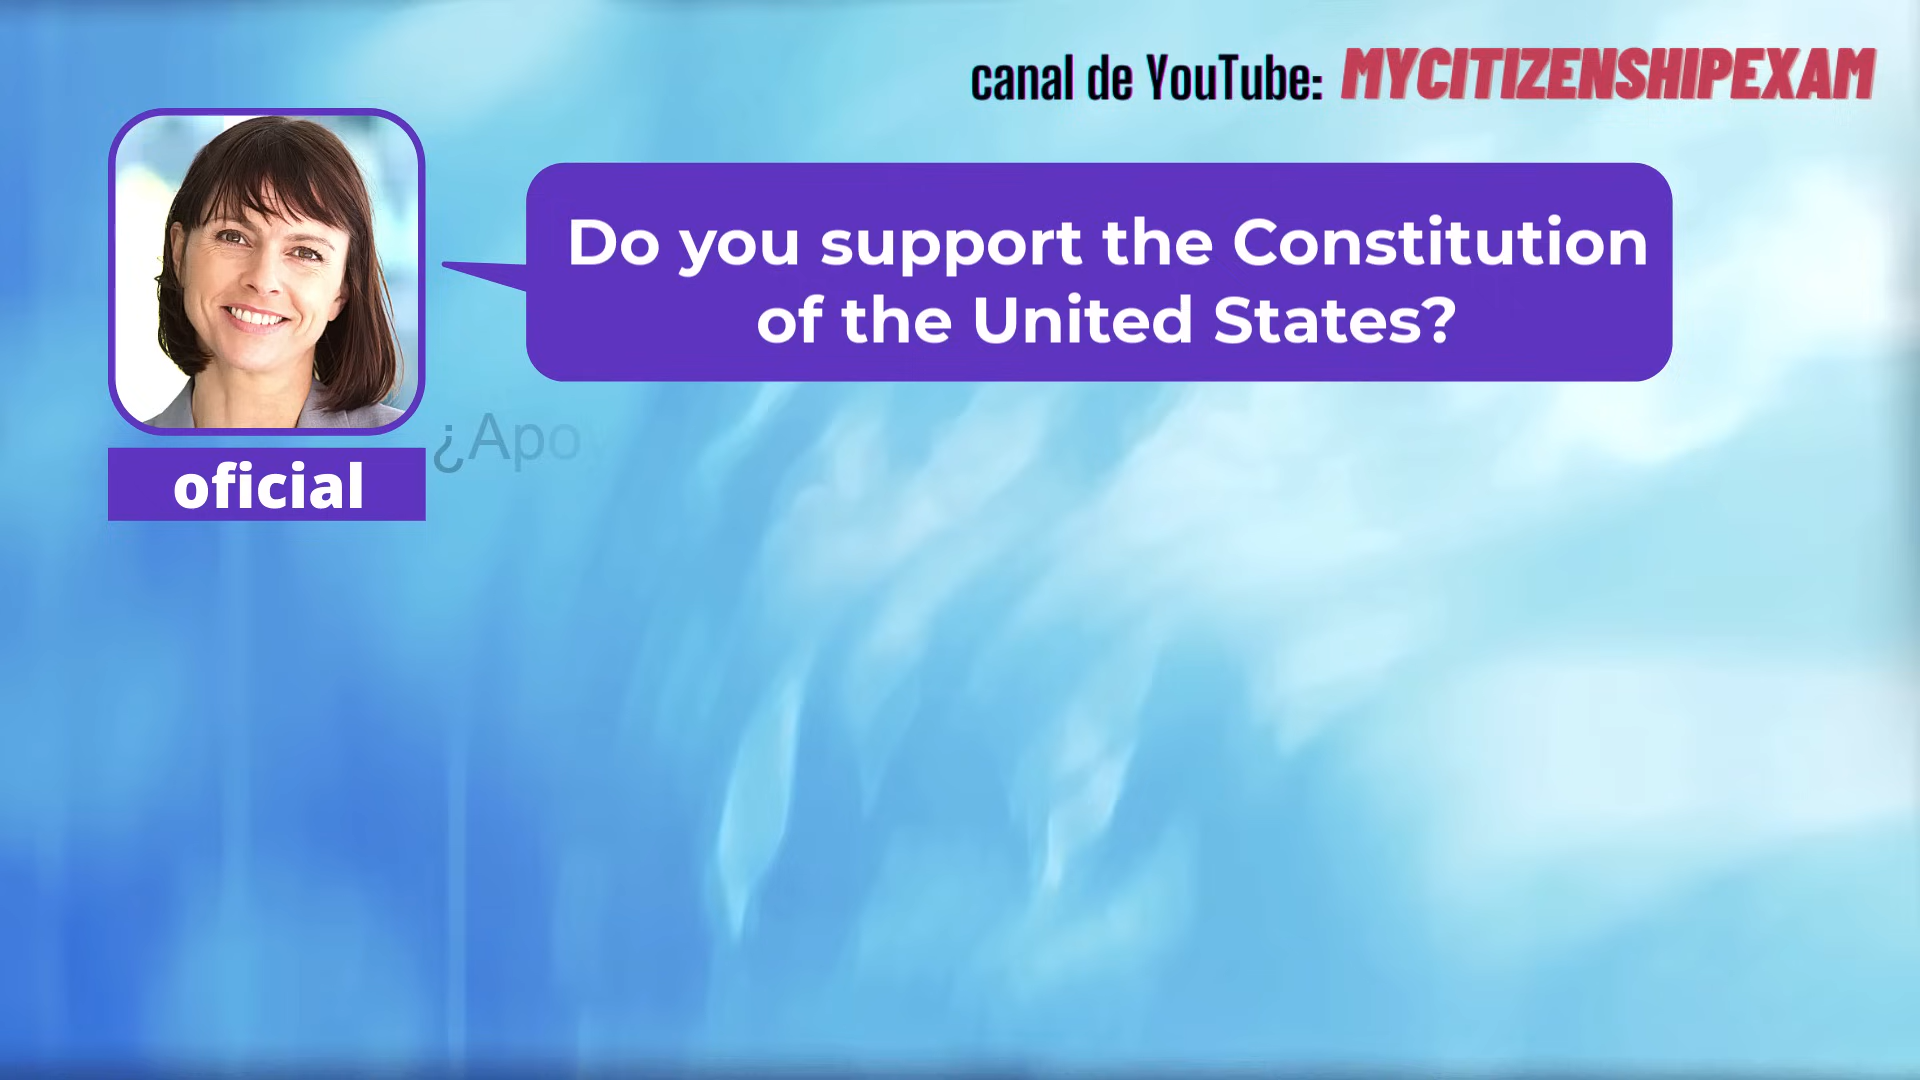 canal de YouTube: MYCITIZENSHIPEXAM
Do you support the Constitution
of the United States?
¿Apo
oficial